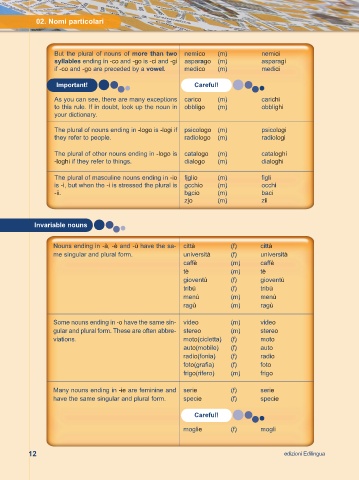 02. Nomi particolari
But the plural of nouns of more than two nemico (m) nemici
syllables ending in -co and -go is -ci and -gi asparago (m) asparagi
if -co and -go are preceded by a vowel. medico (m) medici
Important! Careful!
As you can see, there are many exceptions carico (m) carichi
to this rule. If in doubt, look up the noun in obbligo (m) obblighi
your dictionary.
The plural of nouns ending in -logo is -logi if psicologo (m) psicologi
they refer to people. radiologo (m) radiologi
The plural of other nouns ending in -logo is catalogo (m) cataloghi
-loghi if they refer to things. dialogo (m) dialoghi
The plural of masculine nouns ending in -io figlio (m) figli
is -i, but when the -i is stressed the plural is occhio (m) occhi
-ii. bacio (m) baci
zio (m) zii
Invariable nouns
Nouns ending in -à, -è and -ù have the sa- città (f) città
me singular and plural form. università (f) università
caffè (m) caffè
tè (m) tè
gioventù (f) gioventù
tribù (f) tribù
menù (m) menù
ragù (m) ragù
Some nouns ending in -o have the same sin- video (m) video
gular and plural form. These are often abbre- stereo (m) stereo
viations. moto(cicletta) (f) moto
auto(mobile) (f) auto
radio(fonia) (f) radio
foto(grafia) (f) foto
frigo(rifero) (m) frigo
Many nouns ending in -ie are feminine and serie (f) serie
have the same singular and plural form. specie (f) specie
Careful!
moglie (f) mogli
12 edizioni Edilingua